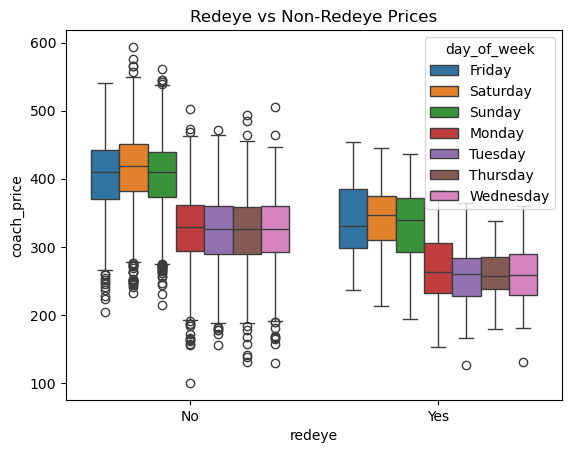 Redeye vs Non-Redeye Prices
coach_price
600
500
400
300
200
100
day_of_week
Friday
Saturday
Sunday
Monday
Tuesday
Thursday
Wednesday
No
Yes
redeye